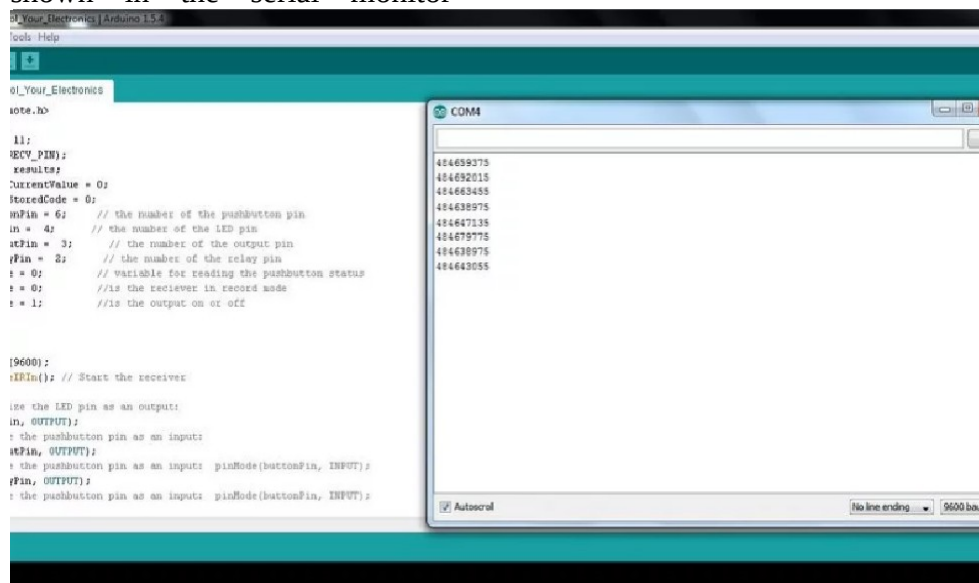 shown in the serial monitor
ol_Your_Electronics | Arduino 1.5.4
Tools Help
ol_Your_Electronics
mote.h>
11;
RECV_PIN);
results;
CurrentValue = 0;
StoredCode = 0;
onPin = 6; // the number of the pushbutton pin
in = 4; // the number of the LED pin
utPin = 3; // the number of the output pin
yPin = 2; // the number of the relay pin
e = 0; // variable for reading the pushbutton status
e = 0; //is the reciever in record mode
e = 1; //is the output on or off
(9600);
eIRIn(); // Start the receiver
ize the LED pin as an output:
in, OUTPUT);
e the pushbutton pin as an input:
utPin, OUTPUT);
e the pushbutton pin as an input: pinMode(buttonPin, INPUT);
yPin, OUTPUT);
e the pushbutton pin as an input: pinMode(buttonPin, INPUT);
COM4
484659375
484692015
484663455
484638975
484647135
484679775
484638975
484643055
Autoscroll
No line ending
9600 bau